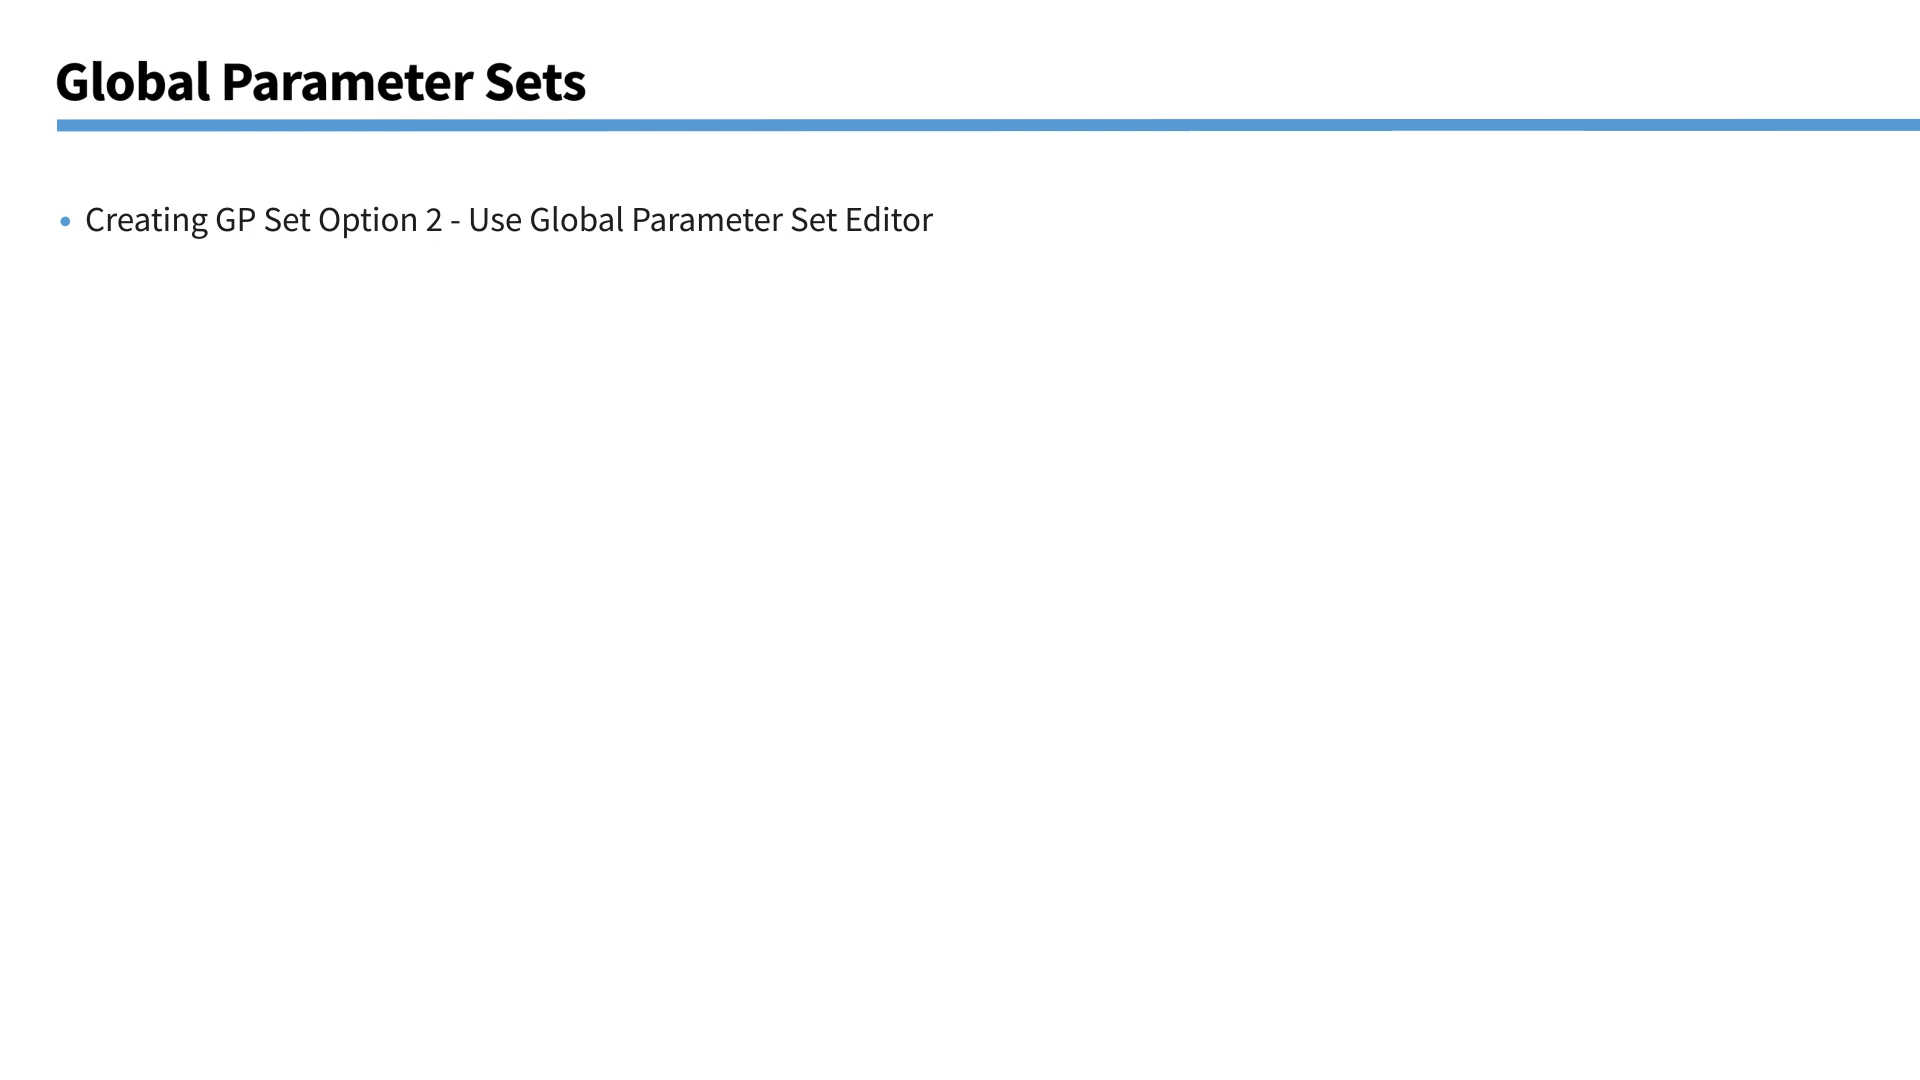 Global Parameter Sets
• Creating GP Set Option 2 - Use Global Parameter Set Editor